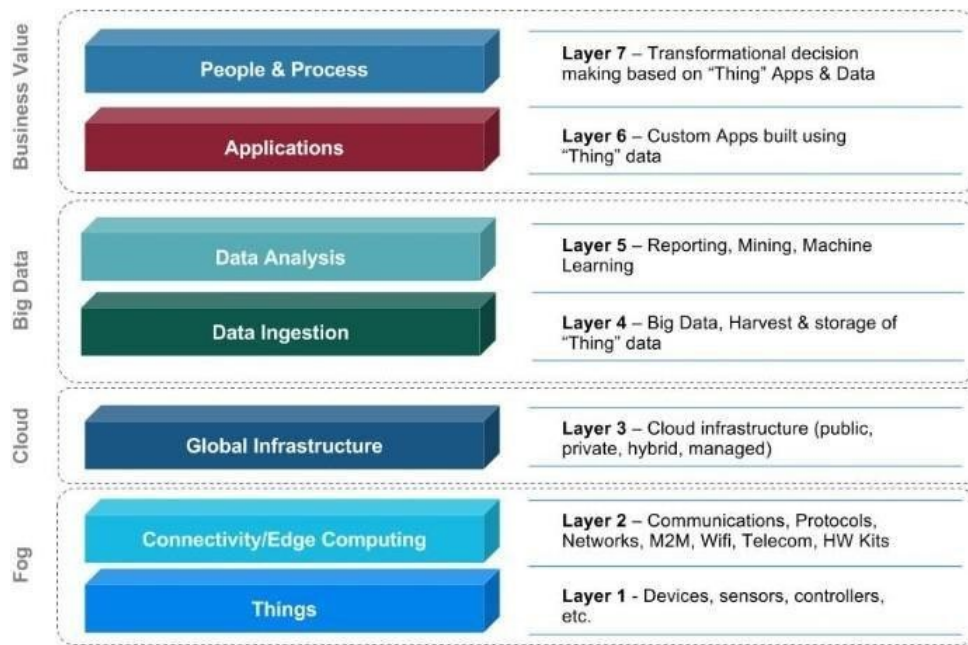 Business Value
People & Process
Layer 7 – Transformational decision
making based on “Thing” Apps & Data
Applications
Layer 6 – Custom Apps built using
“Thing” data
Big Data
Data Analysis
Layer 5 – Reporting, Mining, Machine
Learning
Data Ingestion
Layer 4 – Big Data, Harvest & storage of
“Thing” data
Cloud
Global Infrastructure
Layer 3 – Cloud infrastructure (public,
private, hybrid, managed)
Fog
Connectivity/Edge Computing
Layer 2 – Communications, Protocols,
Networks, M2M, Wifi, Telecom, HW Kits
Things
Layer 1 - Devices, sensors, controllers,
etc.